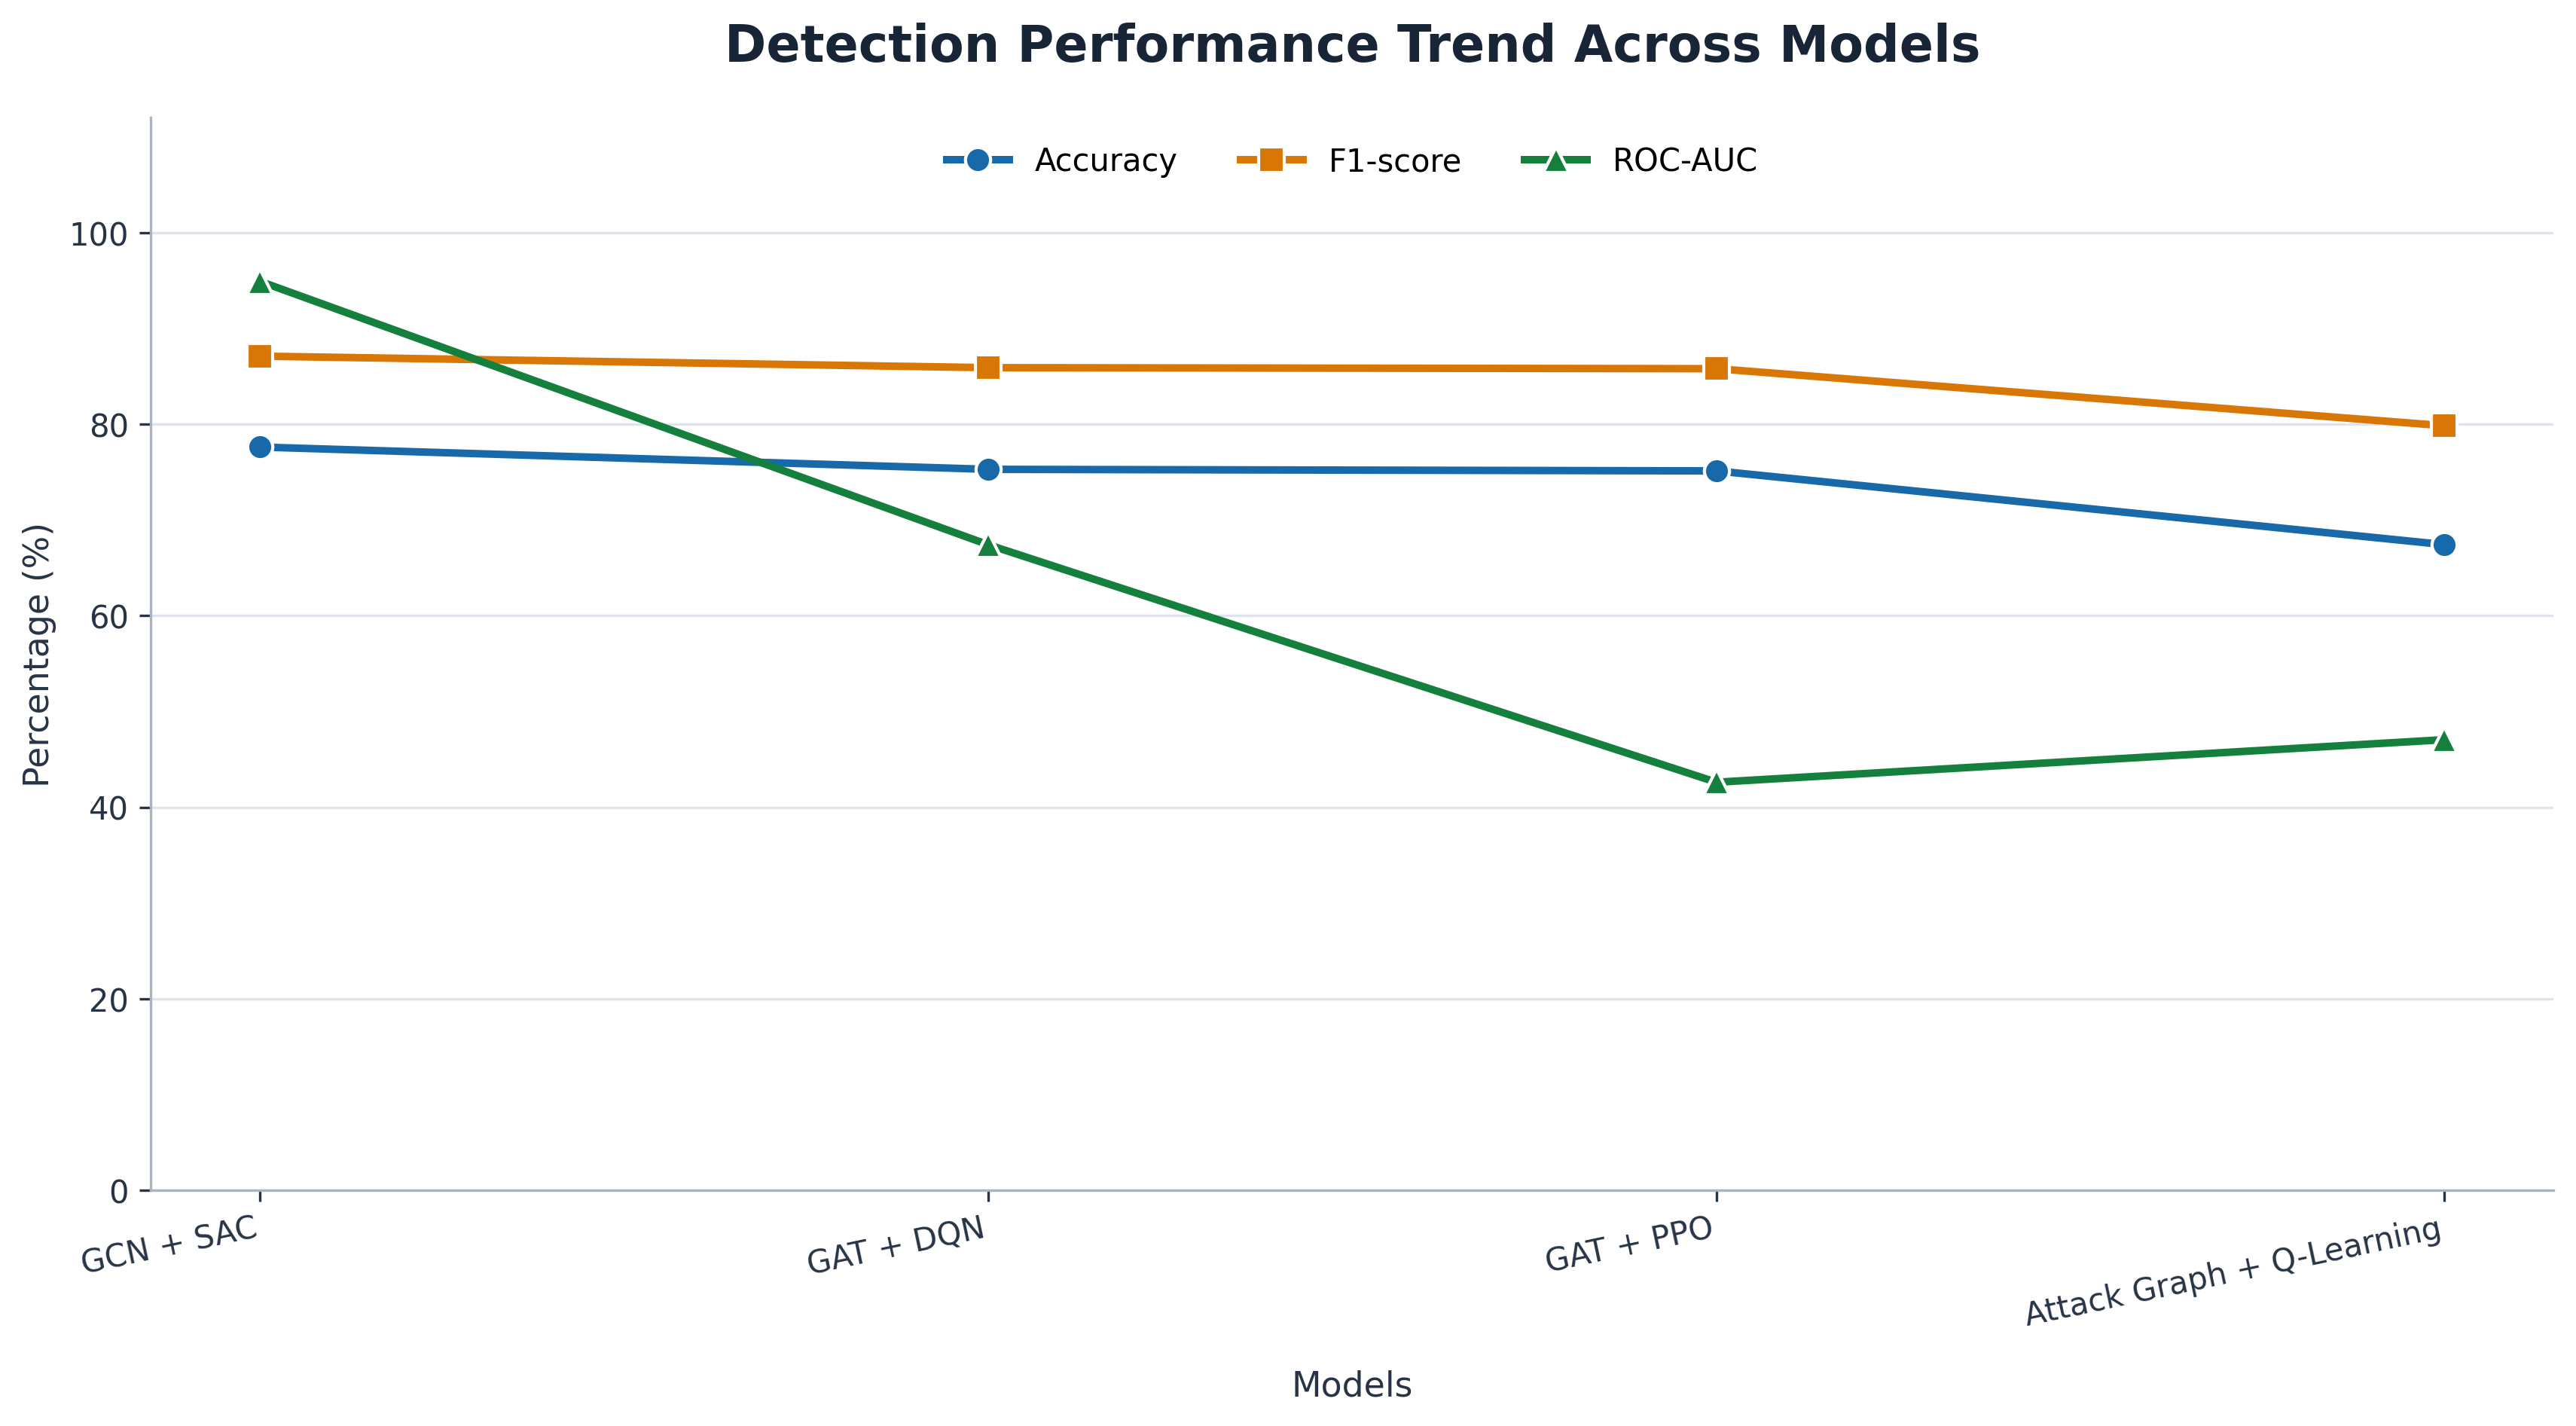 Detection Performance Trend Across Models
Accuracy F1-score ROC-AUC
Percentage (%)
100
80
60
40
20
0
GCN + SAC
GAT + DQN
GAT + PPO
Attack Graph + Q-Learning
Models